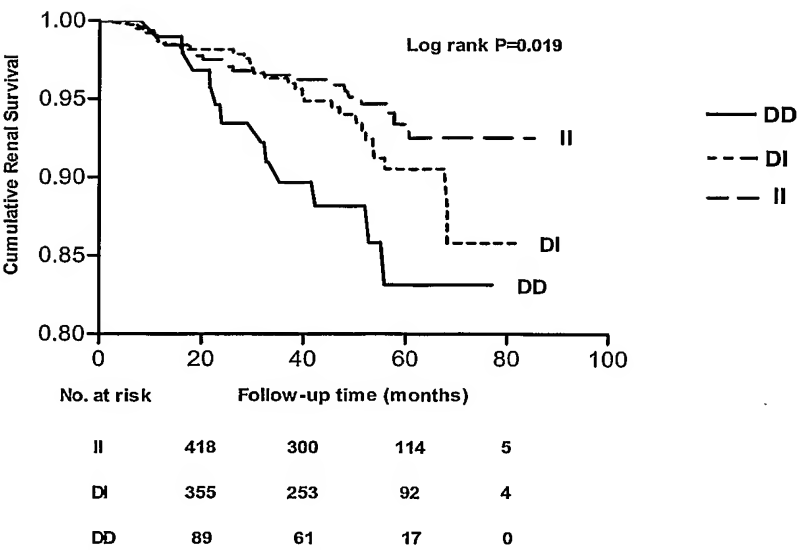 1.00
Log rank P=0.019
0.95
DD
DI
II
II
0.90
DI
0.85
DD
0.80
0 20 40 60 80 100
Cumulative Renal Survival
No. at risk Follow-up time (months)
II 418 300 114 5
DI 355 253 92 4
DD 89 61 17 0